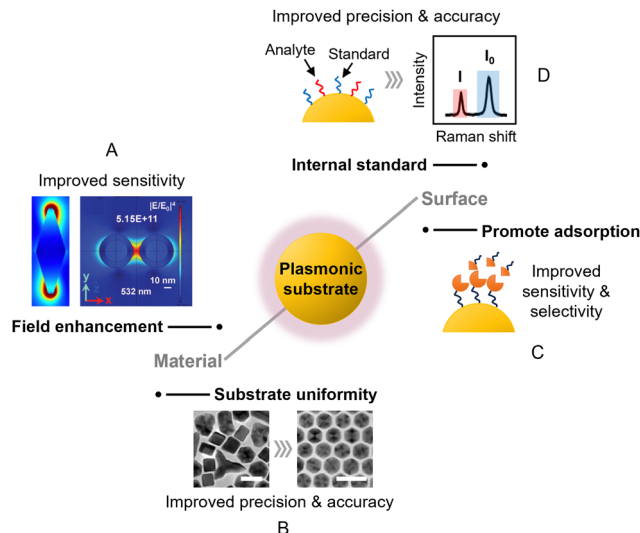 Improved precision & accuracy
Analyte
Standard
Intensity
I
I₀
Raman shift
D
Internal standard
A
Improved sensitivity
|E/E₀|⁴
5.15E+11
10 nm
532 nm
y
z
x
Field enhancement
Surface
Plasmonic
substrate
Promote adsorption
Improved
sensitivity &
selectivity
C
Material
Substrate uniformity
Improved precision & accuracy
B